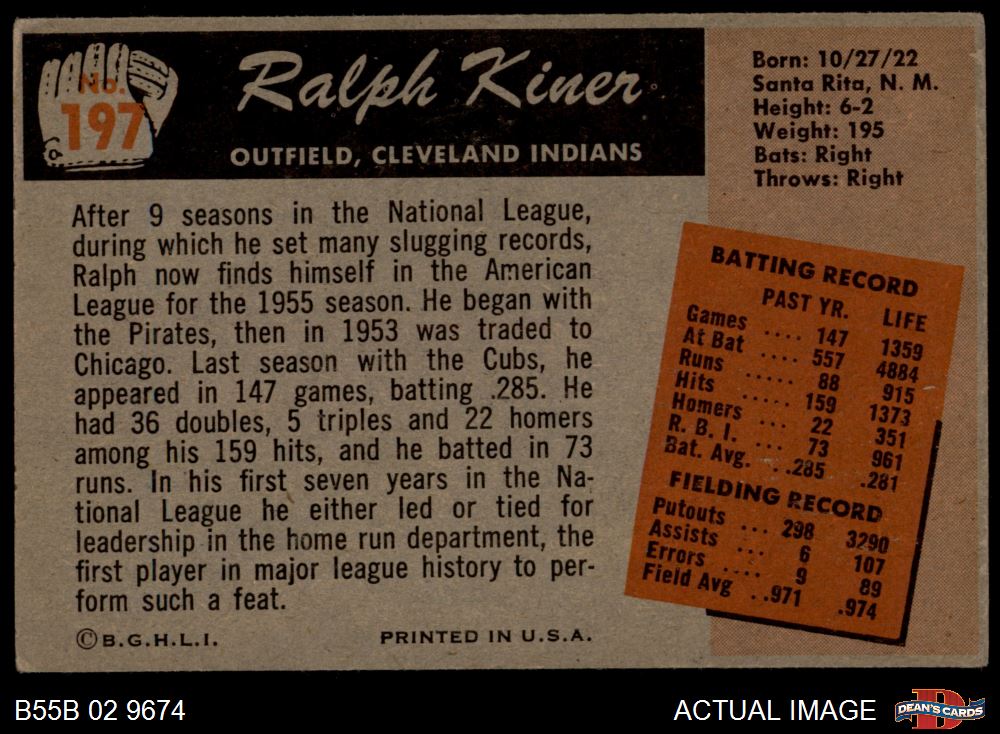 No.
197
Ralph Kiner
OUTFIELD, CLEVELAND INDIANS
Born: 10/27/22
Santa Rita, N. M.
Height: 6-2
Weight: 195
Bats: Right
Throws: Right
After 9 seasons in the National League,
during which he set many slugging records,
Ralph now finds himself in the American
League for the 1955 season. He began with
the Pirates, then in 1953 was traded to
Chicago. Last season with the Cubs, he
appeared in 147 games, batting .285. He
had 36 doubles, 5 triples and 22 homers
among his 159 hits, and he batted in 73
runs. In his first seven years in the Na-
tional League he either led or tied for
leadership in the home run department, the
first player in major league history to per-
form such a feat.
©B.G.H.L.I. PRINTED IN U.S.A.
BATTING RECORD
PAST YR. LIFE
Games .... 147 1359
At Bat .... 557 4884
Runs ..... 88 915
Hits ..... 159 1373
Homers .... 22 351
R. B. I. ... 73 961
Bat. Avg. . ..285 .281
FIELDING RECORD
Putouts ... 298 3290
Assists ... 6 107
Errors .... 9 89
Field Avg . .971 .974
B55B 02 9674
ACTUAL IMAGE
DEAN'S CARDS